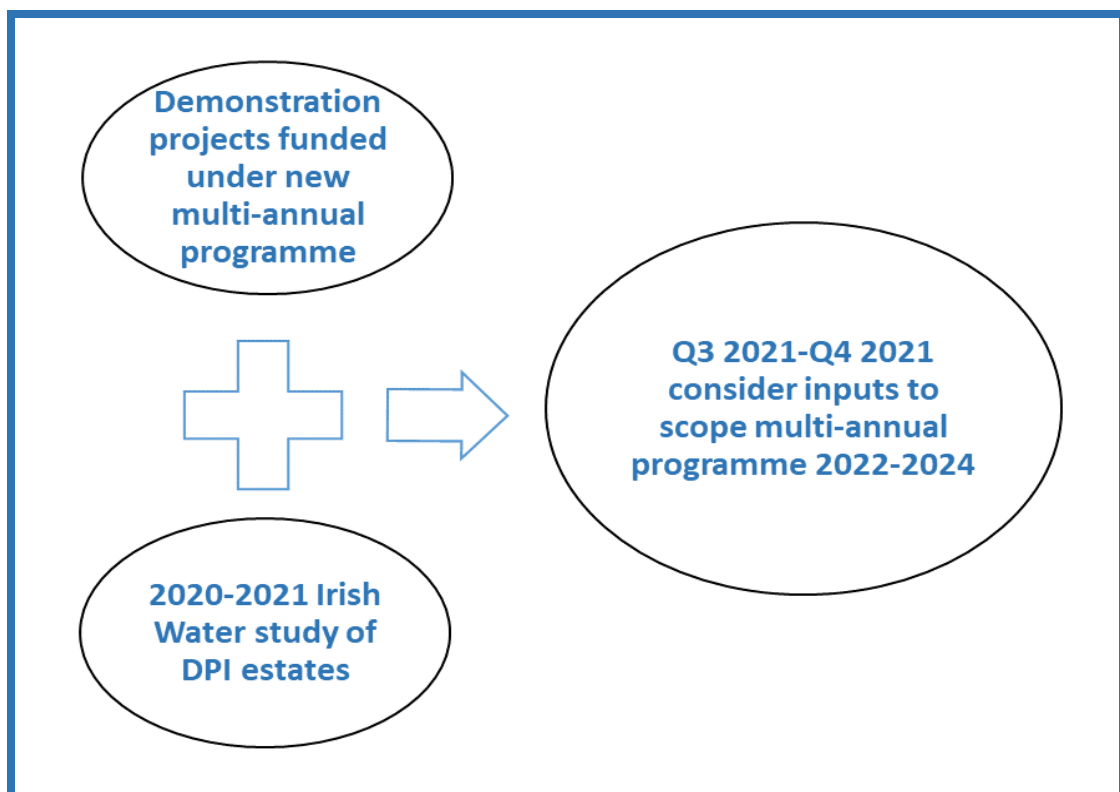 Demonstration
projects funded
under new
multi-annual
programme
2020-2021 Irish
Water study of
DPI estates
Q3 2021-Q4 2021
consider inputs to
scope multi-annual
programme 2022-2024